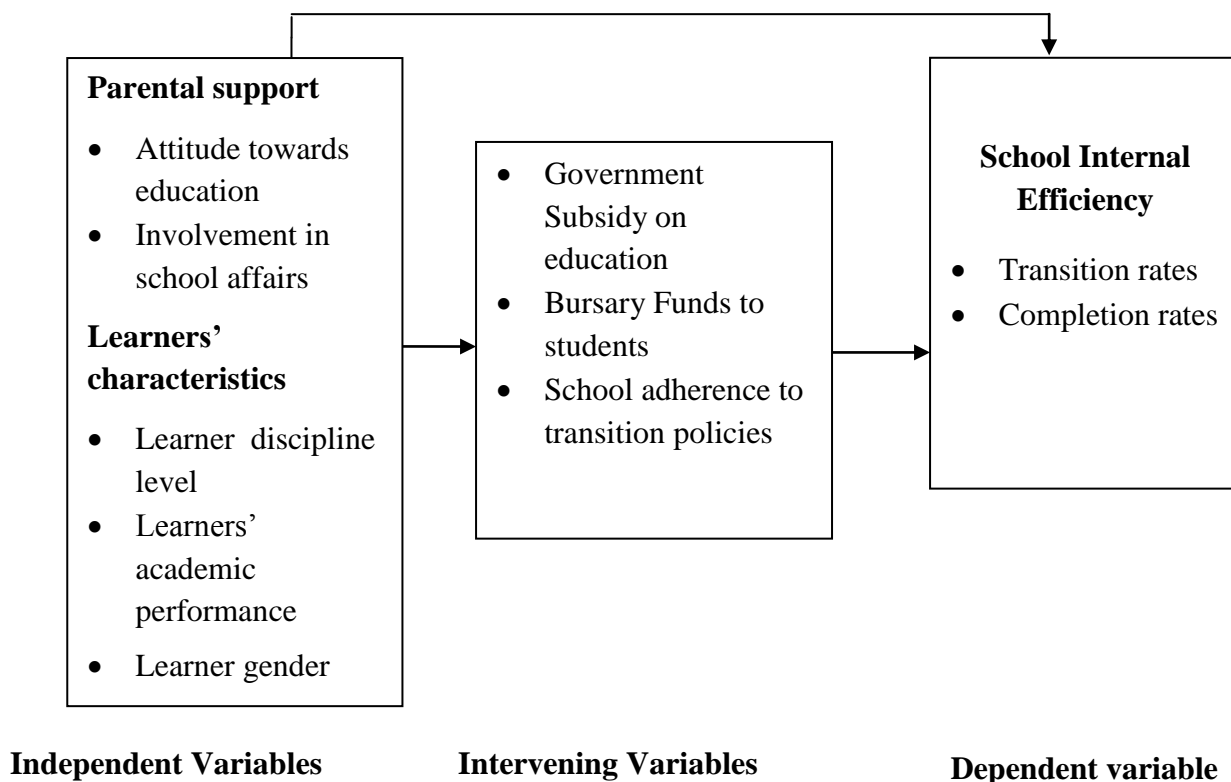 Parental support
• Attitude towards
education
• Involvement in
school affairs
Learners’
characteristics
• Learner discipline
level
• Learners’
academic
performance
• Learner gender
• Government
Subsidy on
education
• Bursary Funds to
students
• School adherence to
transition policies
School Internal
Efficiency
• Transition rates
• Completion rates
Independent Variables
Intervening Variables
Dependent variable